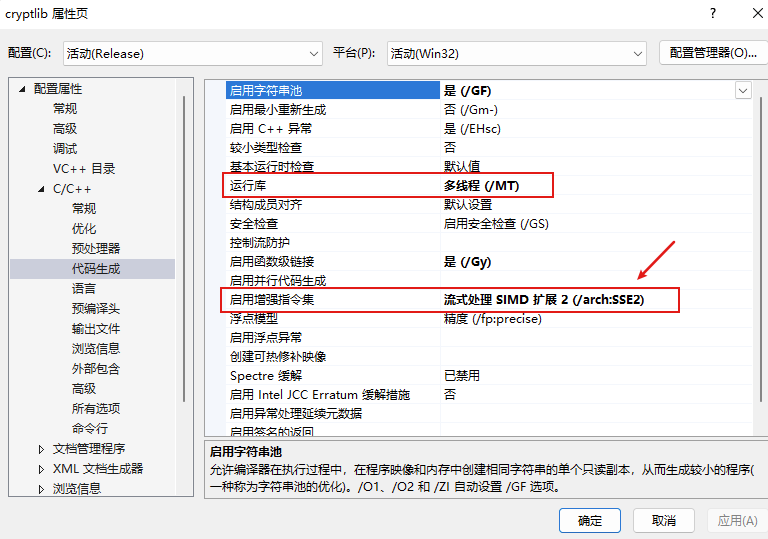 cryptlib 属性页
?
配置(C): 活动(Release) 平台(P): 活动(Win32) 配置管理器(O)...
配置属性
常规
高级
调试
VC++ 目录
C/C++
常规
优化
预处理器
代码生成
语言
预编译头
输出文件
浏览信息
外部包含
高级
所有选项
命令行
文档管理程序
XML 文档生成器
浏览信息
启用字符串池 是 (/GF)
启用最小重新生成 否 (/Gm-)
启用 C++ 异常 是 (/EHsc)
较小类型检查 否
基本运行时检查 默认值
运行库 多线程 (/MT)
结构成员对齐 默认设置
安全检查 启用安全检查 (/GS)
控制流防护
启用函数级链接 是 (/Gy)
启用并行代码生成
启用增强指令集 流式处理 SIMD 扩展 2 (/arch:SSE2)
浮点模型 精度 (/fp:precise)
启用浮点异常
创建可热修补映像
Spectre 缓解 已禁用
启用 Intel JCC Erratum 缓解措施 否
启用异常处理延续元数据
启用签名的返回
启用字符串池
允许编译器在执行过程中，在程序映像和内存中创建相同字符串的单个只读副本，从而生成较小的程序(
一种称为字符串池的优化)。/O1、/O2 和 /ZI 自动设置 /GF 选项。
确定 取消 应用(A)